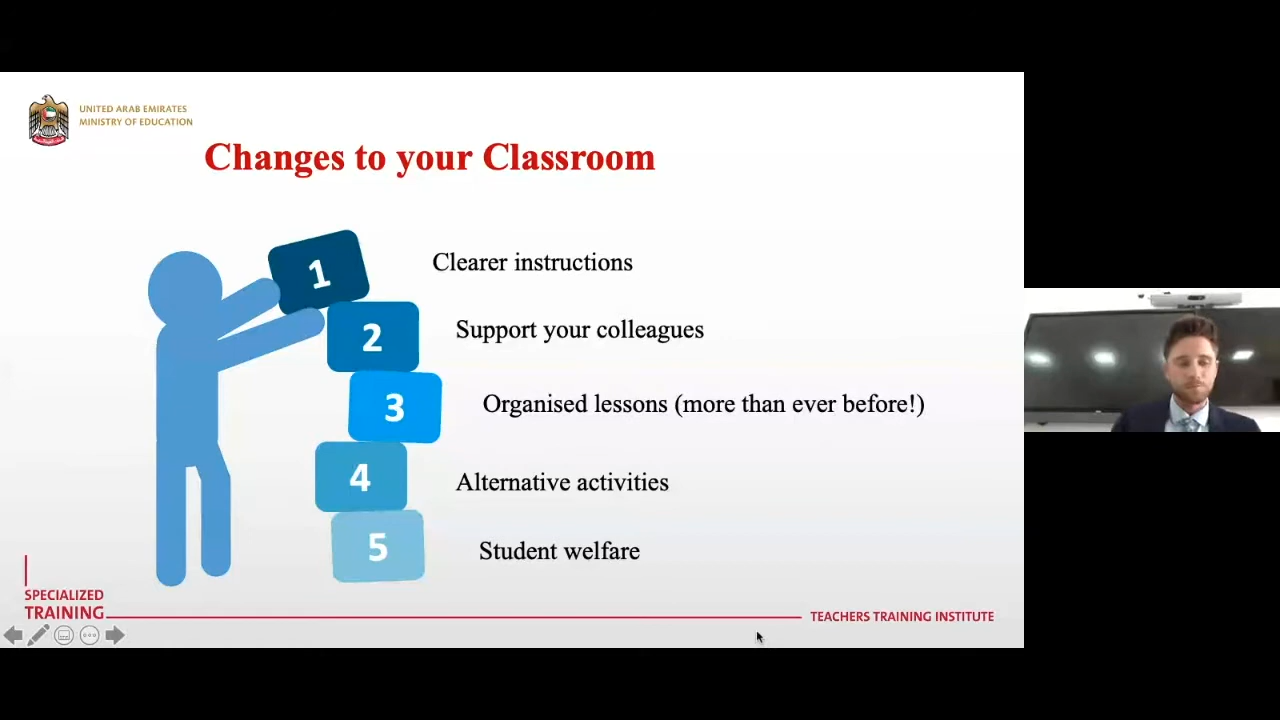 UNITED ARAB EMIRATES
MINISTRY OF EDUCATION
Changes to your Classroom
1
Clearer instructions
2
Support your colleagues
3
Organised lessons (more than ever before!)
4
Alternative activities
5
Student welfare
SPECIALIZED
TRAINING
TEACHERS TRAINING INSTITUTE